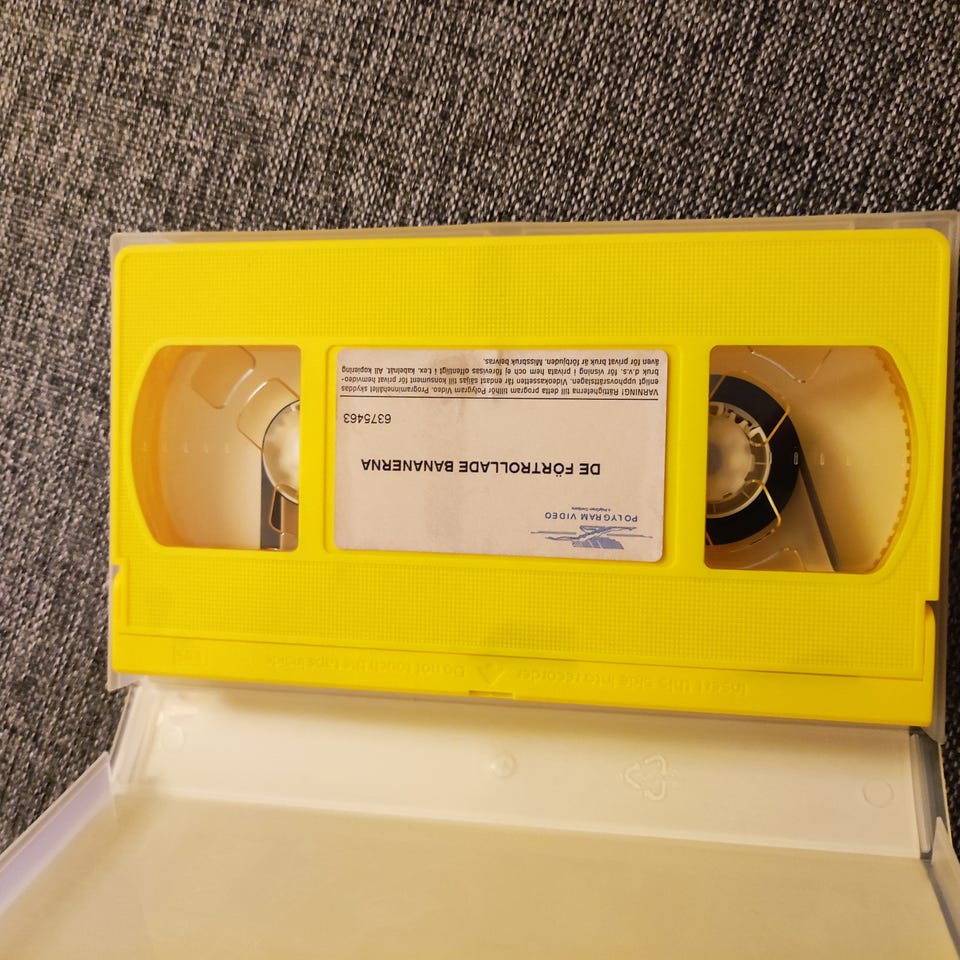 POLYGRAM VIDEO
a PolyGram Company
DE FÖRTROLLADE BANANERNA
6375463
VARNING! Rättigheterna till detta program tillhör Polygram Video. Programinnehållet skyddas
enligt upphovsrättslagen. Videokassetten får endast säljas till konsument för privat hemvideo-
bruk d.v.s. för visning i privat hem och ej förevisas offentligt i t.ex. kabelnät. All kopiering
även för privat bruk är förbjuden. Missbruk beivras.
Insert this side into recorder
Do not touch the tape inside